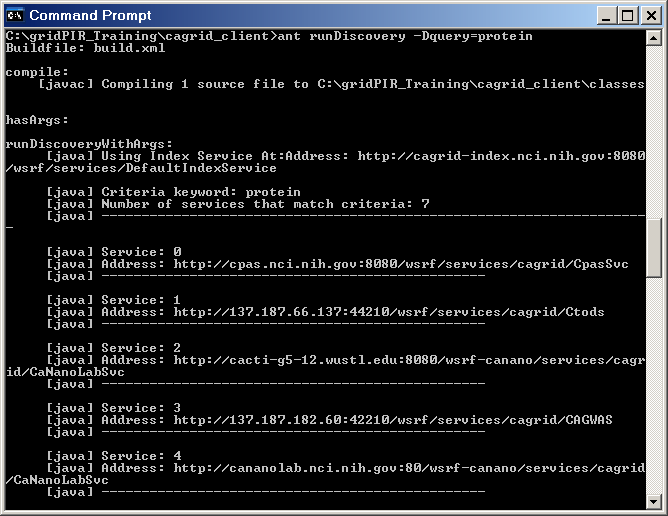 Command Prompt
C:\gridPIR_Training\cagrid_client>ant runDiscovery -Dquery=protein
Buildfile: build.xml
compile:
[javac] Compiling 1 source file to C:\gridPIR_Training\cagrid_client\classes
hasArgs:
runDiscoveryWithArgs:
[java] Using Index Service At:Address: http://cagrid-index.nci.nih.gov:8080
/wsrf/services/DefaultIndexService
[java] Criteria keyword: protein
[java] Number of services that match criteria: 7
[java] --------------------------------------------------------------------
-
[java] Service: 0
[java] Address: http://cpas.nci.nih.gov:8080/wsrf/services/cagrid/CpasSvc
[java] ------------------------------------------------
[java] Service: 1
[java] Address: http://137.187.66.137:44210/wsrf/services/cagrid/Ctods
[java] ------------------------------------------------
[java] Service: 2
[java] Address: http://cacti-g5-12.wustl.edu:8080/wsrf-canano/services/cagr
id/CaNanoLabSvc
[java] ------------------------------------------------
[java] Service: 3
[java] Address: http://137.187.182.60:42210/wsrf/services/cagrid/CAGWAS
[java] ------------------------------------------------
[java] Service: 4
[java] Address: http://cananolab.nci.nih.gov:80/wsrf-canano/services/cagrid
/CaNanoLabSvc
[java] ------------------------------------------------